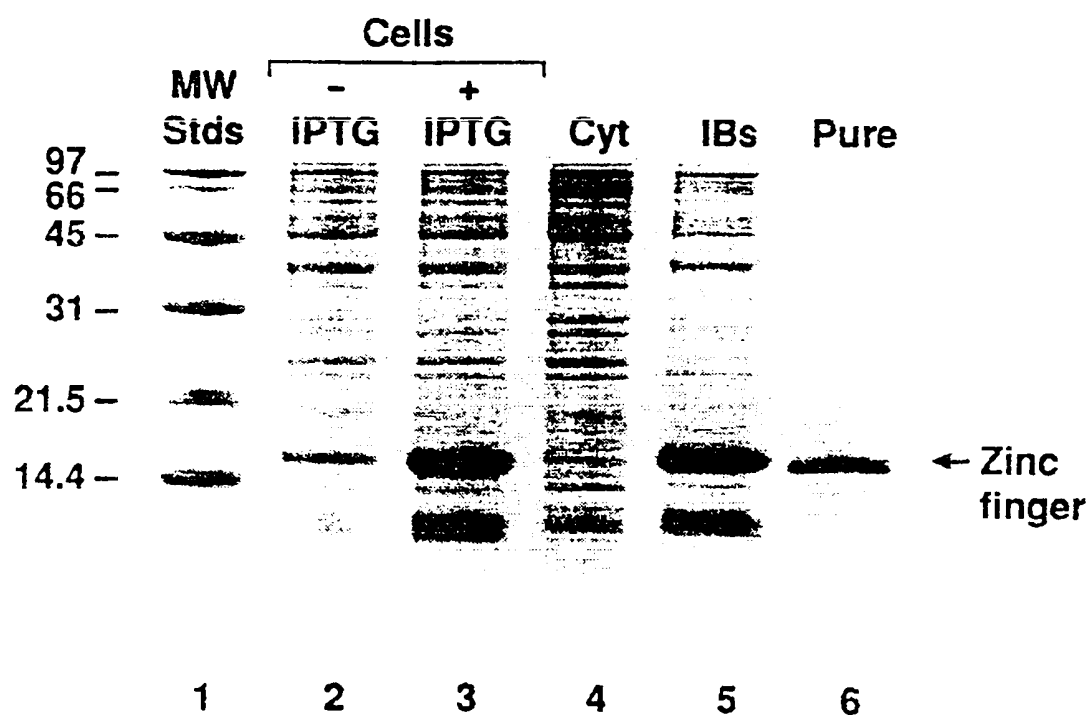 Cells
MW - +
Stds IPTG IPTG Cyt IBs Pure
97
66
45
31
21.5
14.4
Zinc
finger
1 2 3 4 5 6